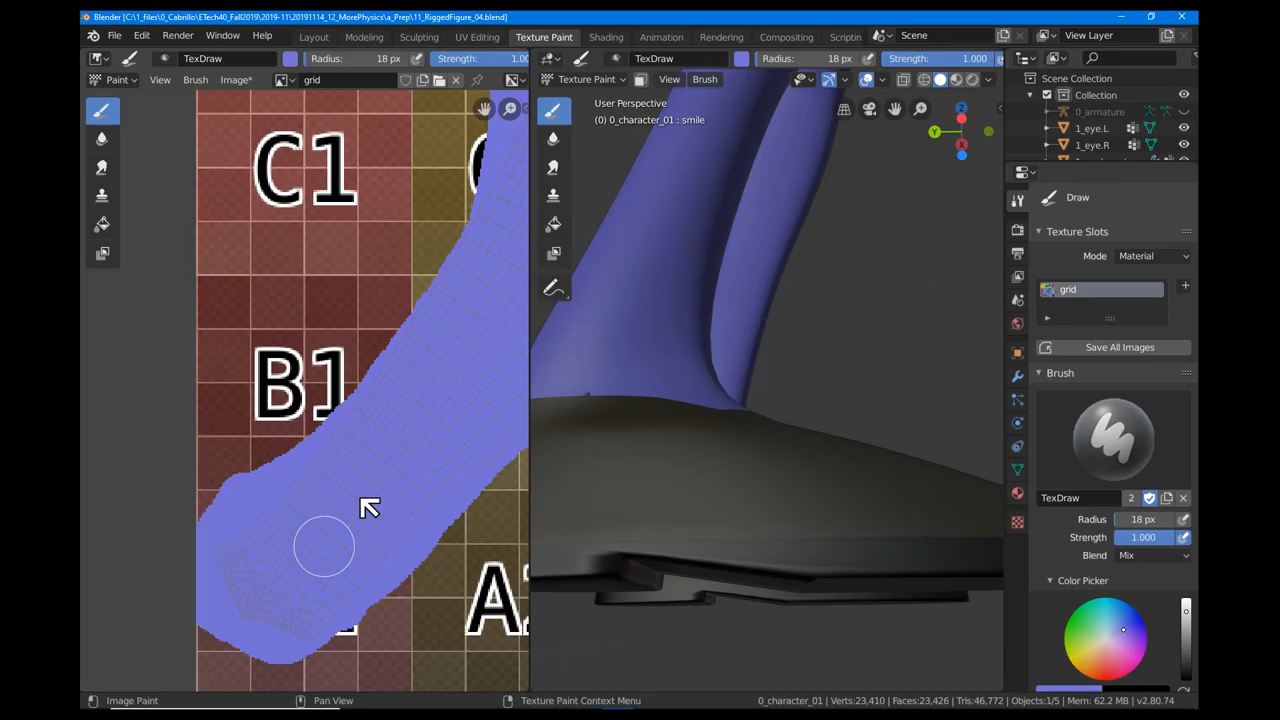 Blender [C:\1_files\0_Cabrillo\ETech40_Fall2019\2019-11\20191114_12_MorePhysics\a_Prep\11_RiggedFigure_04.blend]
File Edit Render Window Help Layout Modeling Sculpting UV Editing Texture Paint Shading Animation Rendering Compositing Scriptin Scene View Layer
TexDraw Radius: 18 px Strength: 1.00 TexDraw Radius: 18 px Strength: 1.000
Paint View Brush Image* grid Texture Paint View Brush
Scene Collection
Collection
0_armature
1_eye.L
1_eye.R
User Perspective
(0) 0_character_01 : smile
Z
Y
X
C1
B1
Draw
Texture Slots
Mode Material
grid
Save All Images
Brush
TexDraw 2
Radius 18 px
Strength 1.000
Blend Mix
Color Picker
Image Paint Pan View Texture Paint Context Menu 0_character_01 | Verts:23,410 | Faces:23,426 | Tris:46,772 | Objects:1/5 | Mem: 62.2 MB | v2.80.74